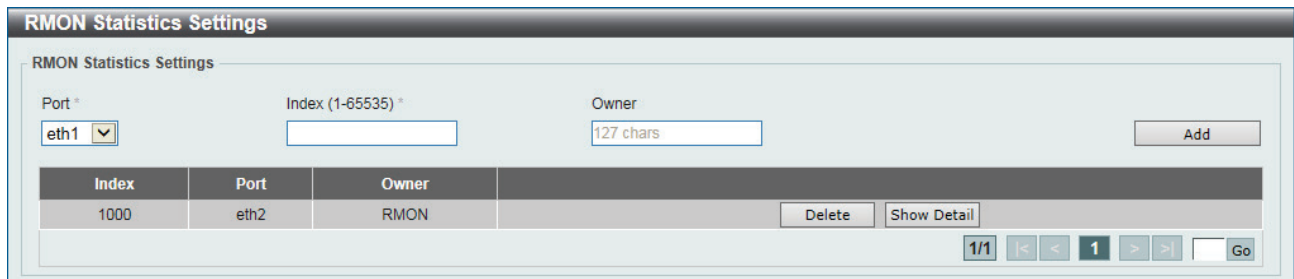 RMON Statistics Settings
RMON Statistics Settings
Port * Index (1-65535) * Owner
eth1 127 chars Add
Index Port Owner
1000 eth2 RMON Delete Show Detail
1/1 |< < 1 > >| Go